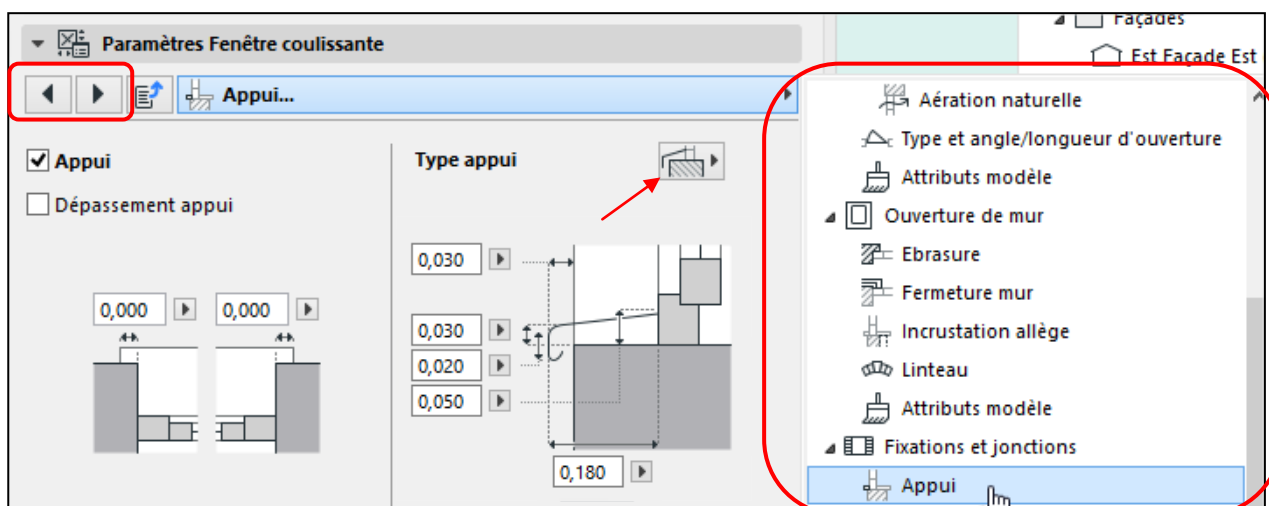 Paramètres Fenêtre coulissante
Appui...
Appui
Dépassement appui
0,000
0,000
Type appui
0,030
0,030
0,020
0,050
0,180
Façades
Est Façade Est
Aération naturelle
Type et angle/longueur d'ouverture
Attributs modèle
Ouverture de mur
Ebrasure
Fermeture mur
Incrustation allège
Linteau
Attributs modèle
Fixations et jonctions
Appui